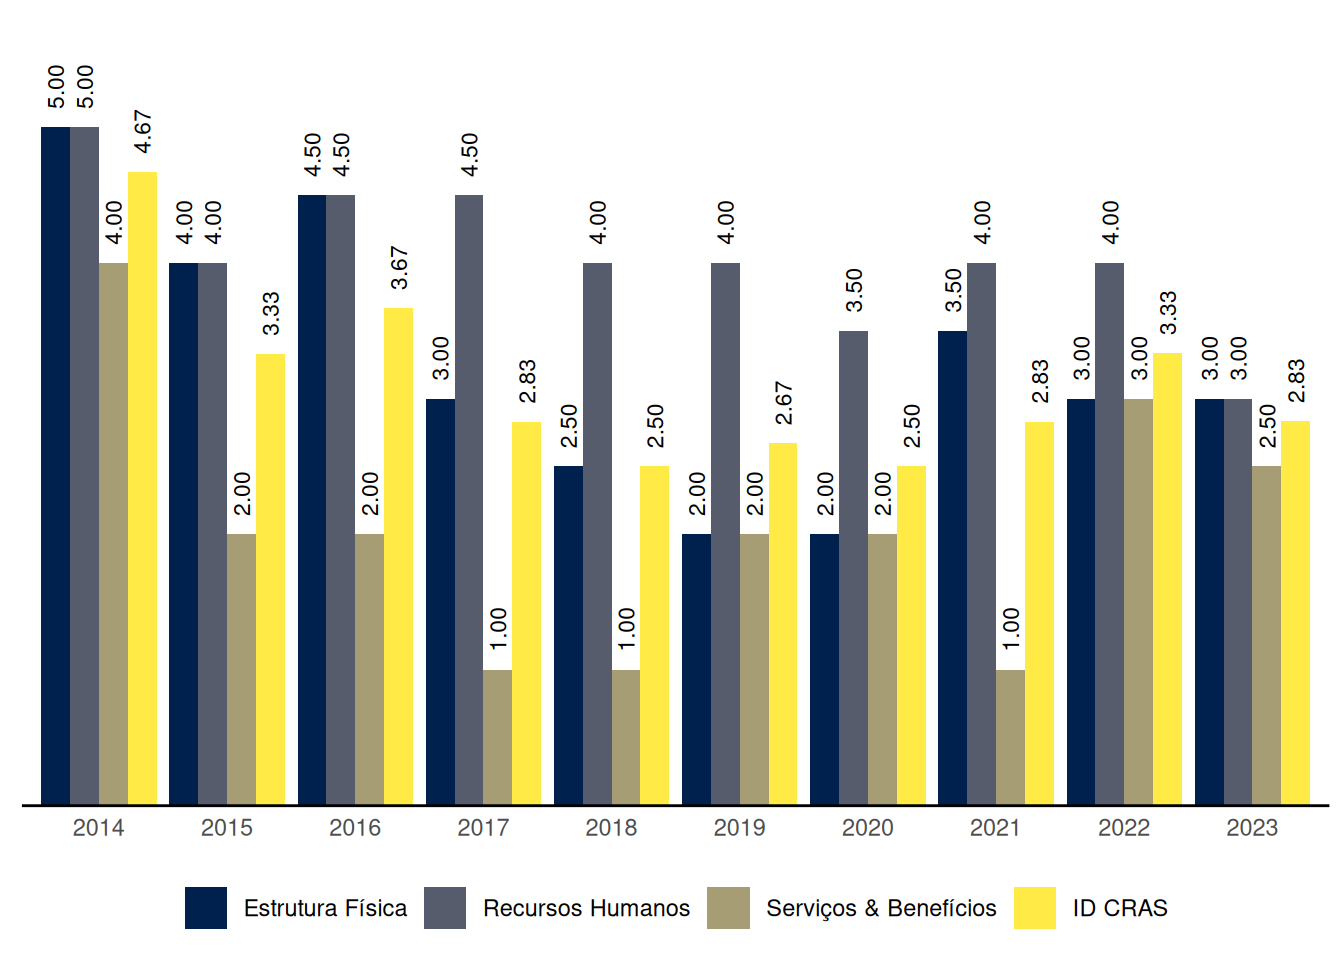 5.00 5.00 4.00 4.67
4.00 4.00 2.00 3.33
4.50 4.50 2.00 3.67
3.00 4.50 1.00 2.83
2.50 4.00 1.00 2.50
2.00 4.00 2.00 2.67
2.00 3.50 2.00 2.50
3.50 4.00 1.00 2.83
3.00 4.00 3.00 3.33
3.00 3.00 2.50 2.83
2014 2015 2016 2017 2018 2019 2020 2021 2022 2023
Estrutura Física Recursos Humanos Serviços & Benefícios ID CRAS